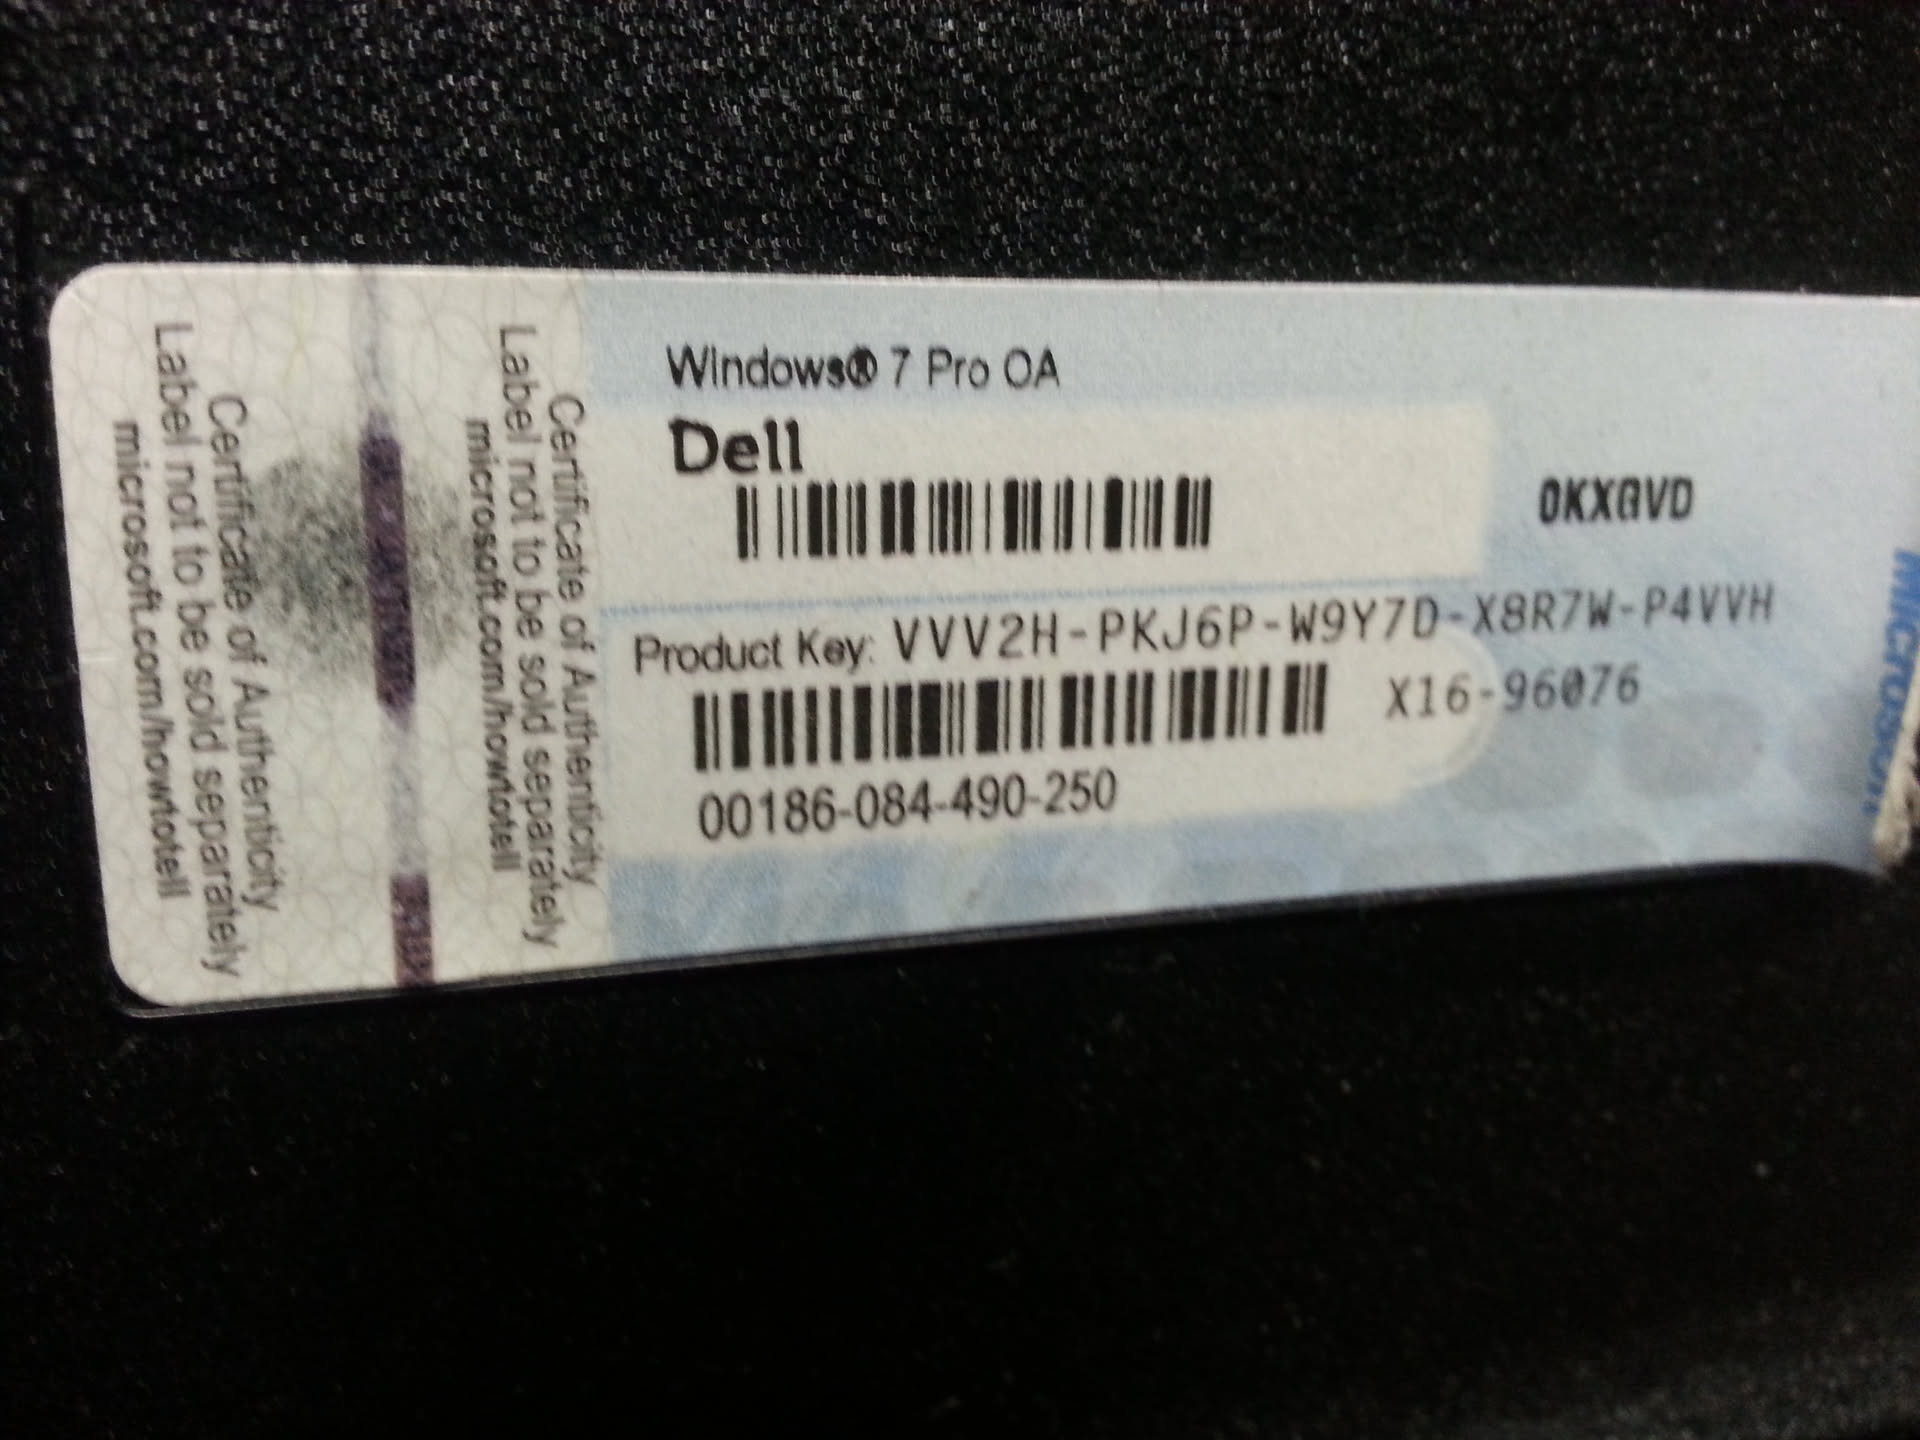 Certificate of Authenticity
Label not to be sold separately
microsoft.com/howtotell
Certificate of Authenticity
Label not to be sold separately
microsoft.com/howtotell
Windows® 7 Pro OA
Dell
0KXGVD
Product Key: VVV2H-PKJ6P-W9Y7D-X8R7W-P4VVH
X16-96076
00186-084-490-250
Microsoft